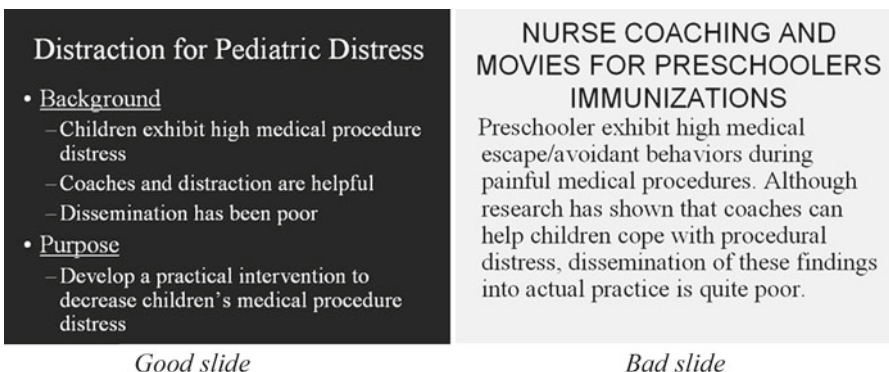 Distraction for Pediatric Distress
• Background
–Children exhibit high medical procedure
distress
–Coaches and distraction are helpful
–Dissemination has been poor
• Purpose
–Develop a practical intervention to
decrease children's medical procedure
distress
Good slide
NURSE COACHING AND
MOVIES FOR PRESCHOOLERS
IMMUNIZATIONS
Preschooler exhibit high medical
escape/avoidant behaviors during
painful medical procedures. Although
research has shown that coaches can
help children cope with procedural
distress, dissemination of these findings
into actual practice is quite poor.
Bad slide